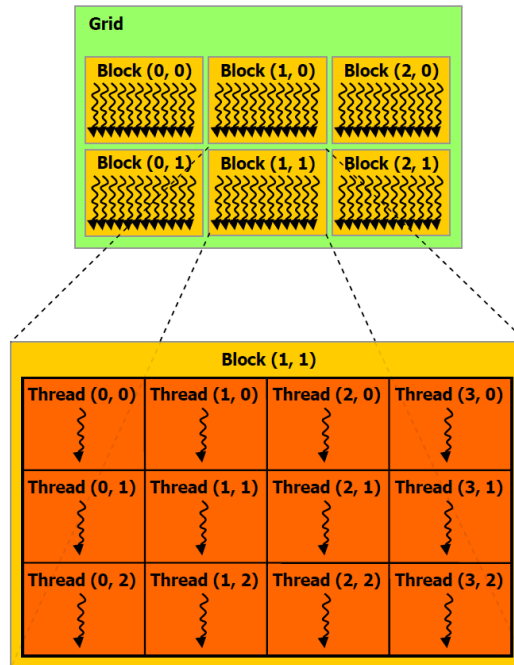 Grid
Block (0, 0) Block (1, 0) Block (2, 0)
Block (0, 1) Block (1, 1) Block (2, 1)
Block (1, 1)
Thread (0, 0) Thread (1, 0) Thread (2, 0) Thread (3, 0)
Thread (0, 1) Thread (1, 1) Thread (2, 1) Thread (3, 1)
Thread (0, 2) Thread (1, 2) Thread (2, 2) Thread (3, 2)